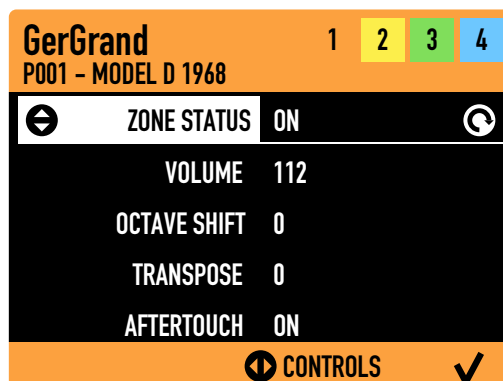 GerGrand 1 2 3 4
P001 - MODEL D 1968
ZONE STATUS ON
VOLUME 112
OCTAVE SHIFT 0
TRANSPOSE 0
AFTERTOUCH ON
CONTROLS